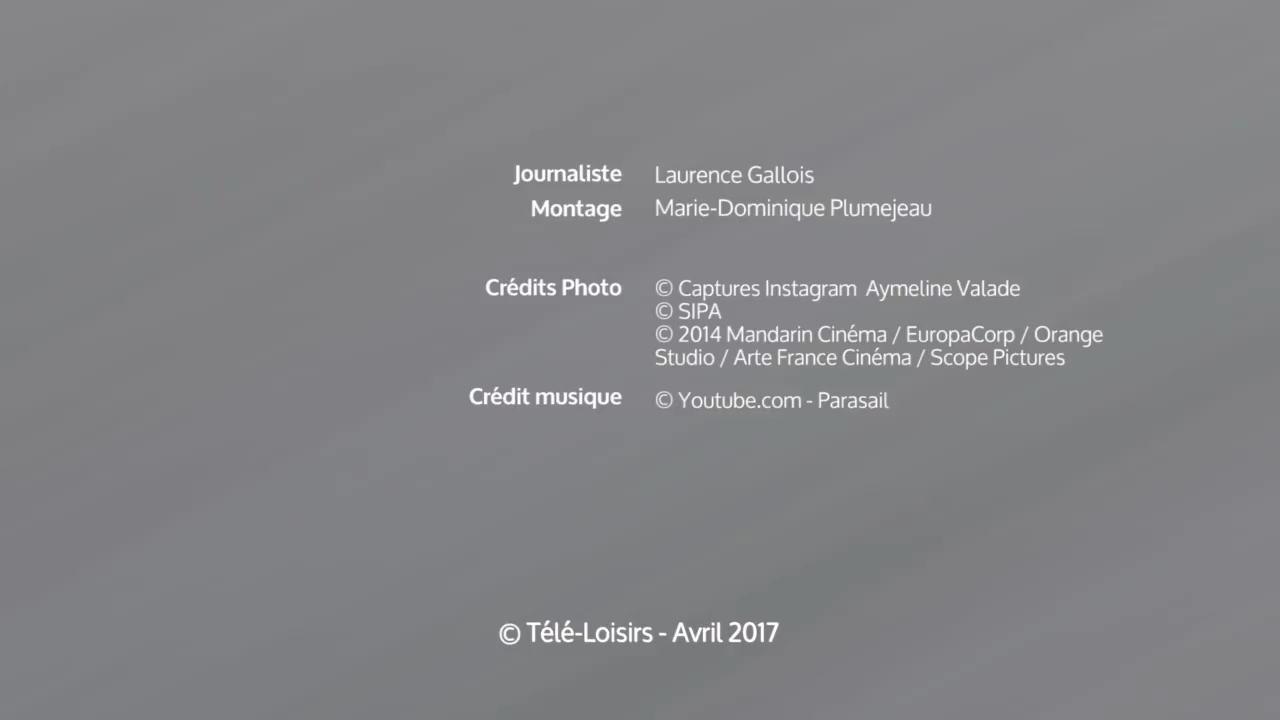 Journaliste Laurence Gallois
Montage Marie-Dominique Plumejeau
Crédits Photo © Captures Instagram Aymeline Valade
© SIPA
© 2014 Mandarin Cinéma / EuropaCorp / Orange
Studio / Arte France Cinéma / Scope Pictures
Crédit musique © Youtube.com - Parasail
© Télé-Loisirs - Avril 2017